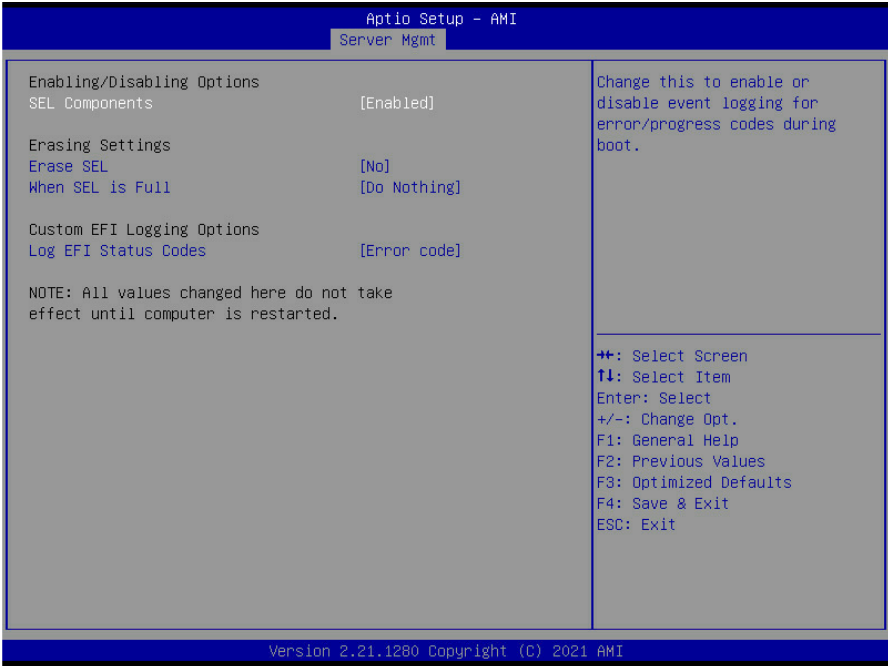 Aptio Setup - AMI
Server Mgmt
Enabling/Disabling Options
SEL Components [Enabled]
Erasing Settings
Erase SEL [No]
When SEL is Full [Do Nothing]
Custom EFI Logging Options
Log EFI Status Codes [Error code]
NOTE: All values changed here do not take
effect until computer is restarted.
Change this to enable or
disable event logging for
error/progress codes during
boot.
→←: Select Screen
↑↓: Select Item
Enter: Select
+/-: Change Opt.
F1: General Help
F2: Previous Values
F3: Optimized Defaults
F4: Save & Exit
ESC: Exit
Version 2.21.1280 Copyright (C) 2021 AMI